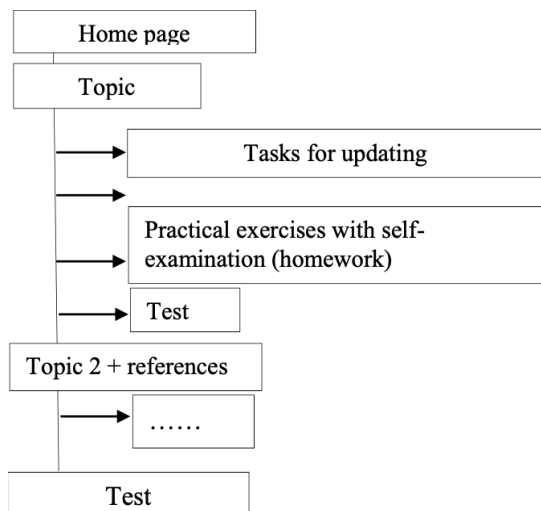 Home page
Topic
Tasks for updating
Practical exercises with self-
examination (homework)
Test
Topic 2 + references
……
Test